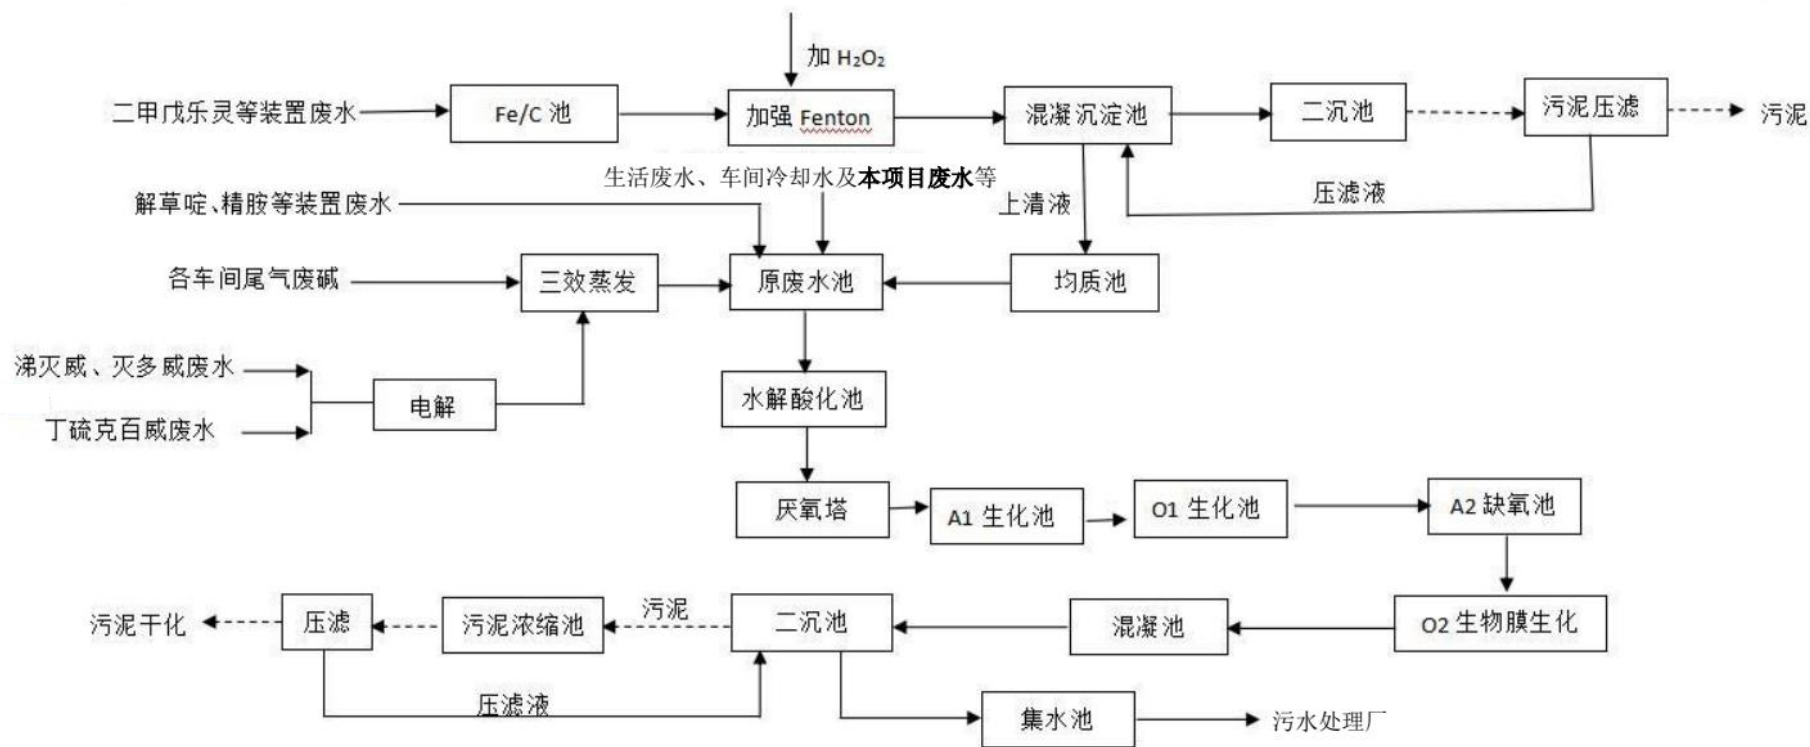 加 H₂O₂
二甲戊乐灵等装置废水
Fe/C 池
加强 Fenton
混凝沉淀池
二沉池
污泥压滤
污泥
生活废水、车间冷却水及本项目废水等
解草啶、精胺等装置废水
上清液
压滤液
各车间尾气废碱
三效蒸发
原废水池
均质池
涕灭威、灭多威废水
电解
水解酸化池
丁硫克百威废水
厌氧塔
A1 生化池
O1 生化池
A2 缺氧池
污泥干化
压滤
污泥浓缩池
污泥
二沉池
混凝池
O2 生物膜生化
压滤液
集水池
污水处理厂